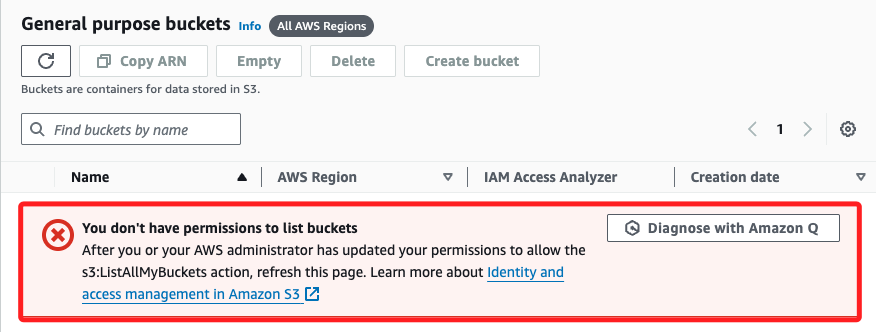 General purpose buckets Info All AWS Regions
Copy ARN Empty Delete Create bucket
Buckets are containers for data stored in S3.
Find buckets by name 1
Name AWS Region IAM Access Analyzer Creation date
You don't have permissions to list buckets Diagnose with Amazon Q
After you or your AWS administrator has updated your permissions to allow the
s3:ListAllMyBuckets action, refresh this page. Learn more about Identity and
access management in Amazon S3